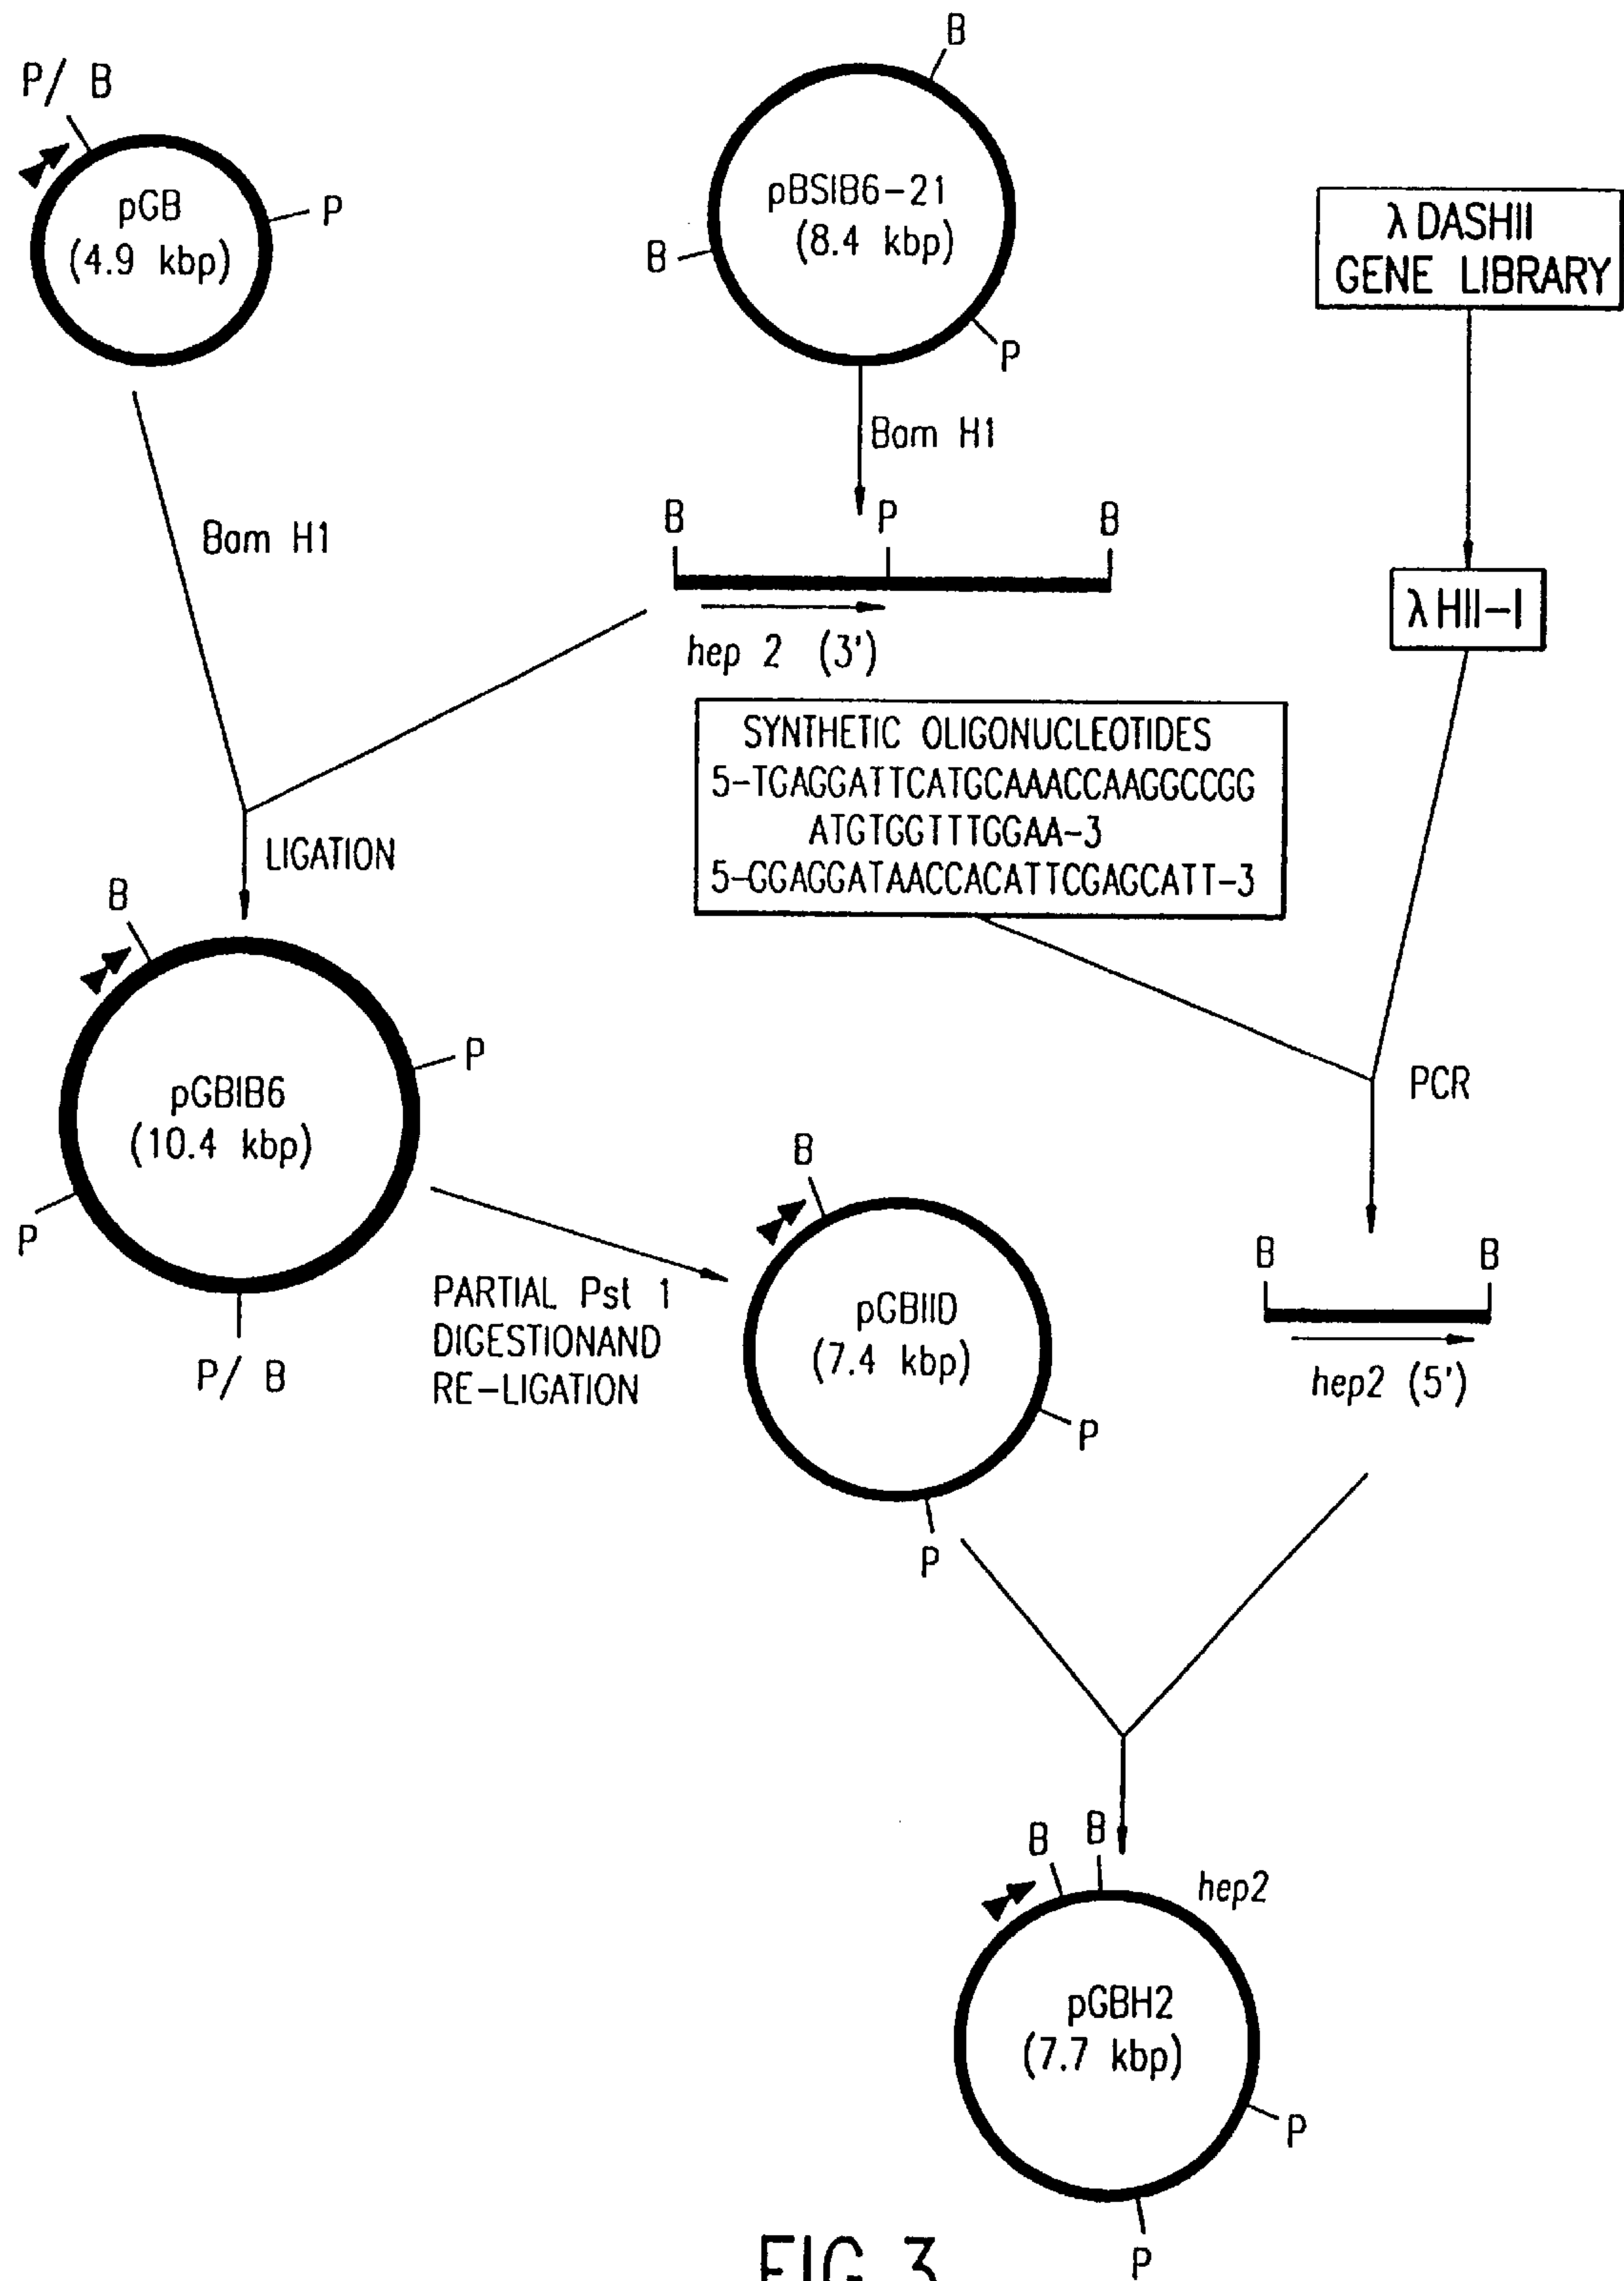 B
P/ B
pGB
(4.9 kbp)
P
pBSIB6-21
(8.4 kbp)
B
P
λ DASHII
GENE LIBRARY
Bam H1
Bam H1
B
P
B
hep 2 (3')
λ HII-I
SYNTHETIC OLIGONUCLEOTIDES
5-TGAGGATTCATGCAAACCAAGGCCGG
ATGTGGTTTGGAA-3
5-GGAGGATAACCACATTCGAGCATT-3
LIGATION
B
P
pGBIB6
(10.4 kbp)
P
P/ B
PCR
PARTIAL Pst 1
DIGESTIONAND
RE-LIGATION
B
pGBIID
(7.4 kbp)
P
P
B
B
hep2 (5')
B
B
hep2
pGBH2
(7.7 kbp)
P
P
FIG. 3